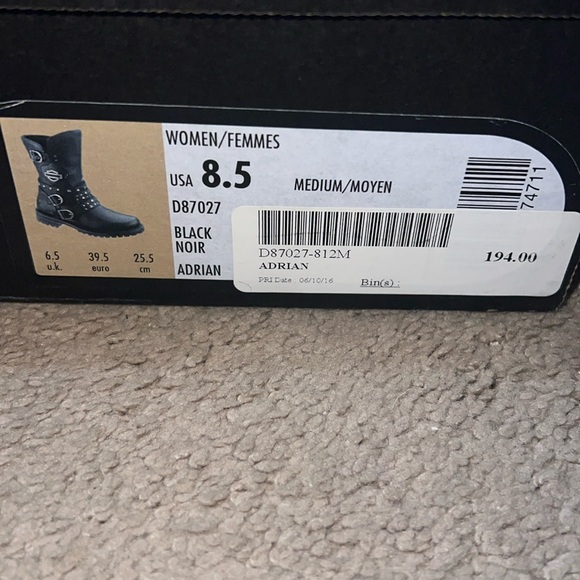 WOMEN/FEMMES
USA 8.5 MEDIUM/MOYEN
D87027
BLACK
NOIR
ADRIAN
6.5 39.5 25.5
u.k. euro cm
74711
D87027-812M 194.00
ADRIAN
PRI Date : 06/10/16 Bin(s) :